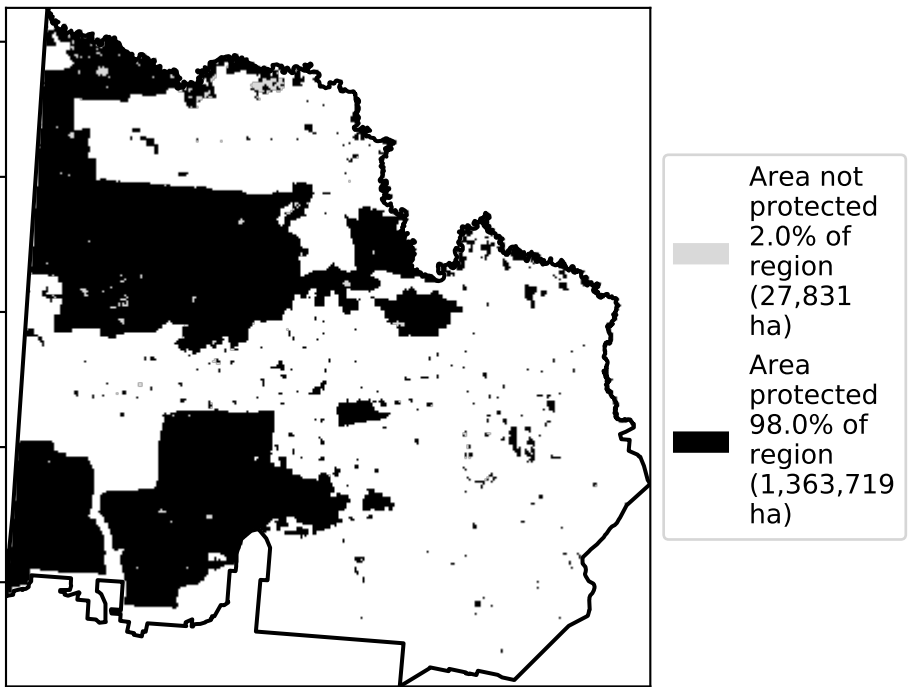 Area not
protected
2.0% of
region
(27,831
ha)
Area
protected
98.0% of
region
(1,363,719
ha)